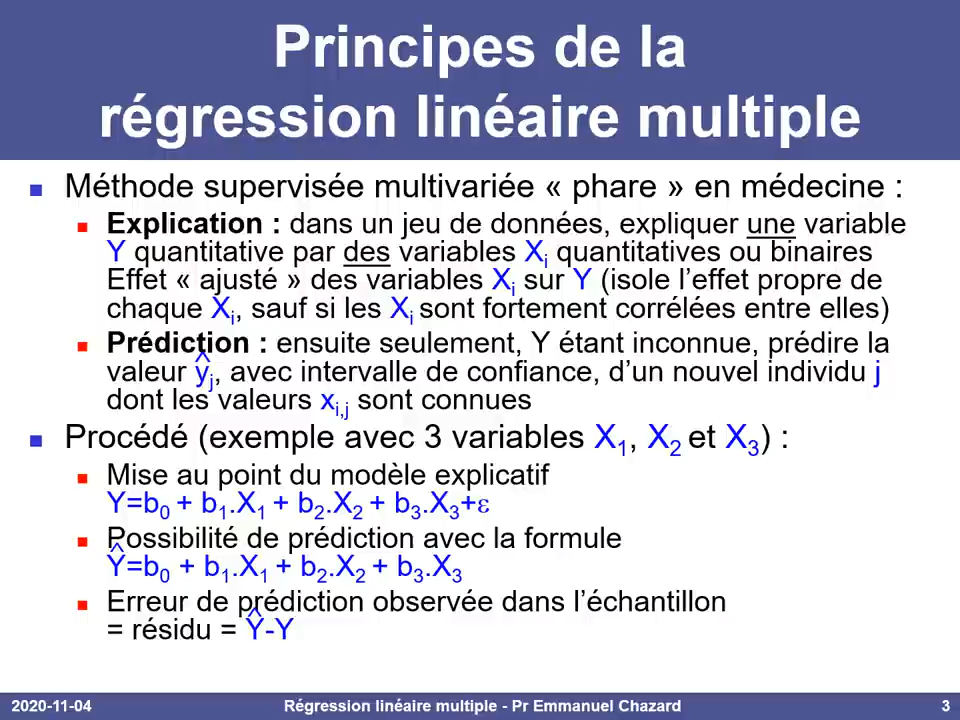 Principes de la
régression linéaire multiple
Méthode supervisée multivariée « phare » en médecine :
Explication : dans un jeu de données, expliquer une variable
Y quantitative par des variables Xi quantitatives ou binaires
Effet « ajusté » des variables Xi sur Y (isole l’effet propre de
chaque Xi, sauf si les Xi sont fortement corrélées entre elles)
Prédiction : ensuite seulement, Y étant inconnue, prédire la
valeur ŷj, avec intervalle de confiance, d’un nouvel individu j
dont les valeurs xi,j sont connues
Procédé (exemple avec 3 variables X1, X2 et X3) :
Mise au point du modèle explicatif
Y=b0 + b1.X1 + b2.X2 + b3.X3+ε
Possibilité de prédiction avec la formule
Ŷ=b0 + b1.X1 + b2.X2 + b3.X3
Erreur de prédiction observée dans l’échantillon
= résidu = Ŷ-Y
2020-11-04 Régression linéaire multiple - Pr Emmanuel Chazard 3